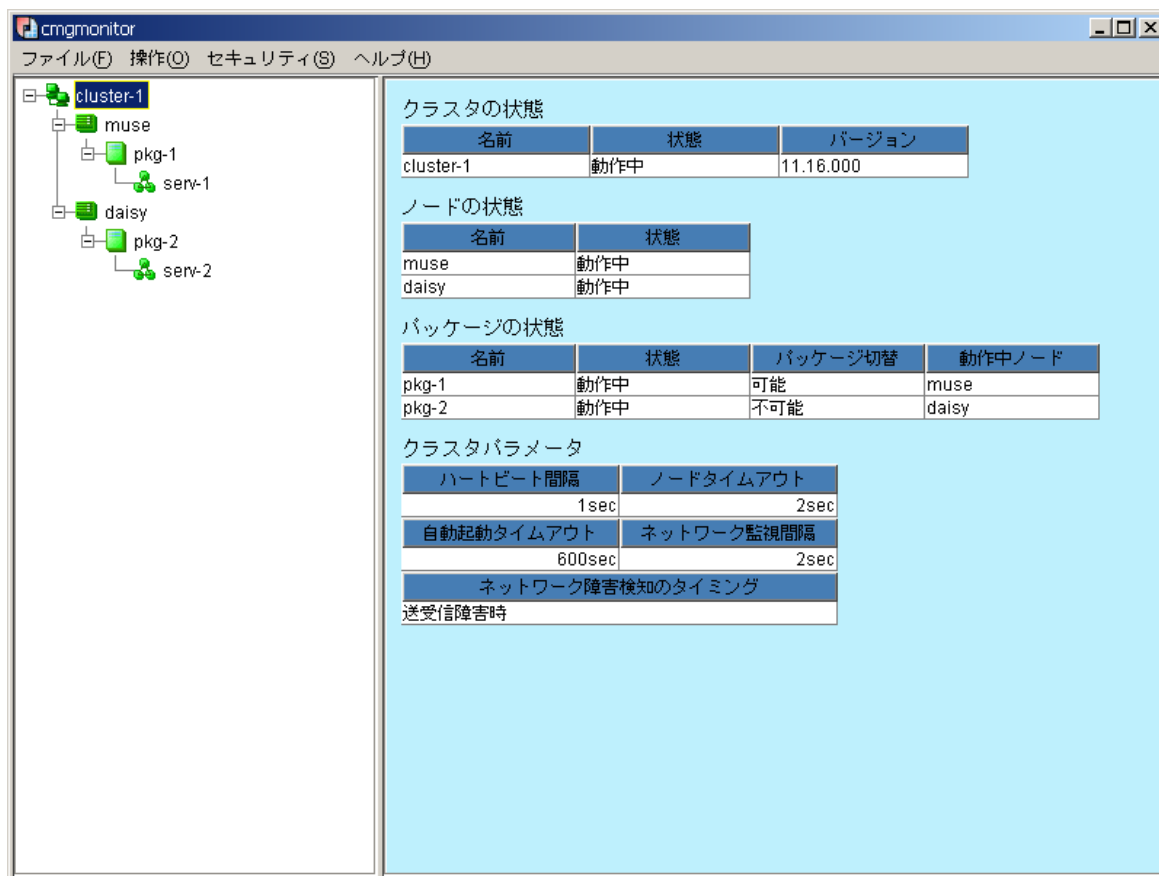 cmgmonitor
ファイル(F) 操作(O) セキュリティ(S) ヘルプ(H)
cluster-1
muse
pkg-1
serv-1
daisy
pkg-2
serv-2
クラスタの状態
名前 状態 バージョン
cluster-1 動作中 11.16.000
ノードの状態
名前 状態
muse 動作中
daisy 動作中
パッケージの状態
名前 状態 パッケージ切替 動作中ノード
pkg-1 動作中 可能 muse
pkg-2 動作中 不可能 daisy
クラスタパラメータ
ハートビート間隔 ノードタイムアウト
1sec 2sec
自動起動タイムアウト ネットワーク監視間隔
600sec 2sec
ネットワーク障害検知のタイミング
送受信障害時